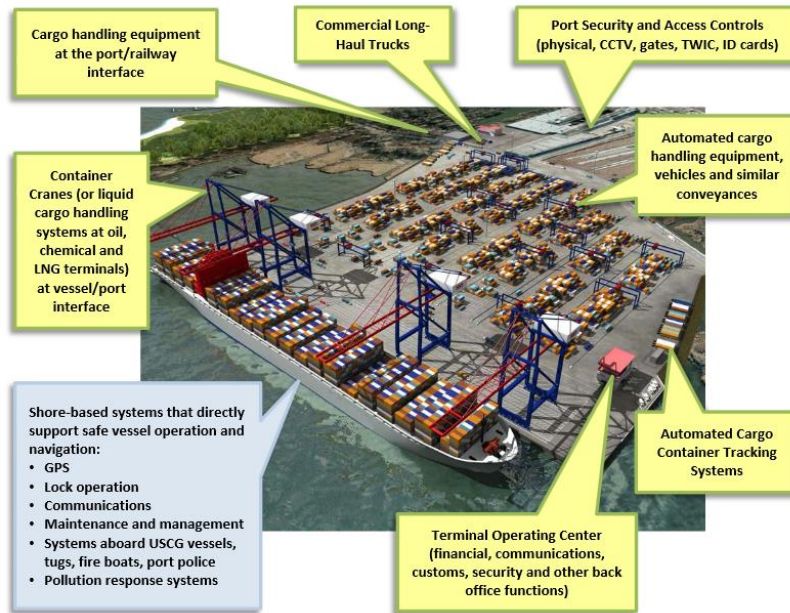 Cargo handling equipment
at the port/railway
interface
Commercial Long-
Haul Trucks
Port Security and Access Controls
(physical, CCTV, gates, TWIC, ID cards)
Automated cargo
handling equipment,
vehicles and similar
conveyances
Container
Cranes (or liquid
cargo handling
systems at oil,
chemical and
LNG terminals)
at vessel/port
interface
Shore-based systems that directly
support safe vessel operation and
navigation:
• GPS
• Lock operation
• Communications
• Maintenance and management
• Systems aboard USCG vessels,
tugs, fire boats, port police
• Pollution response systems
Automated Cargo
Container Tracking
Systems
Terminal Operating Center
(financial, communications,
customs, security and other back
office functions)